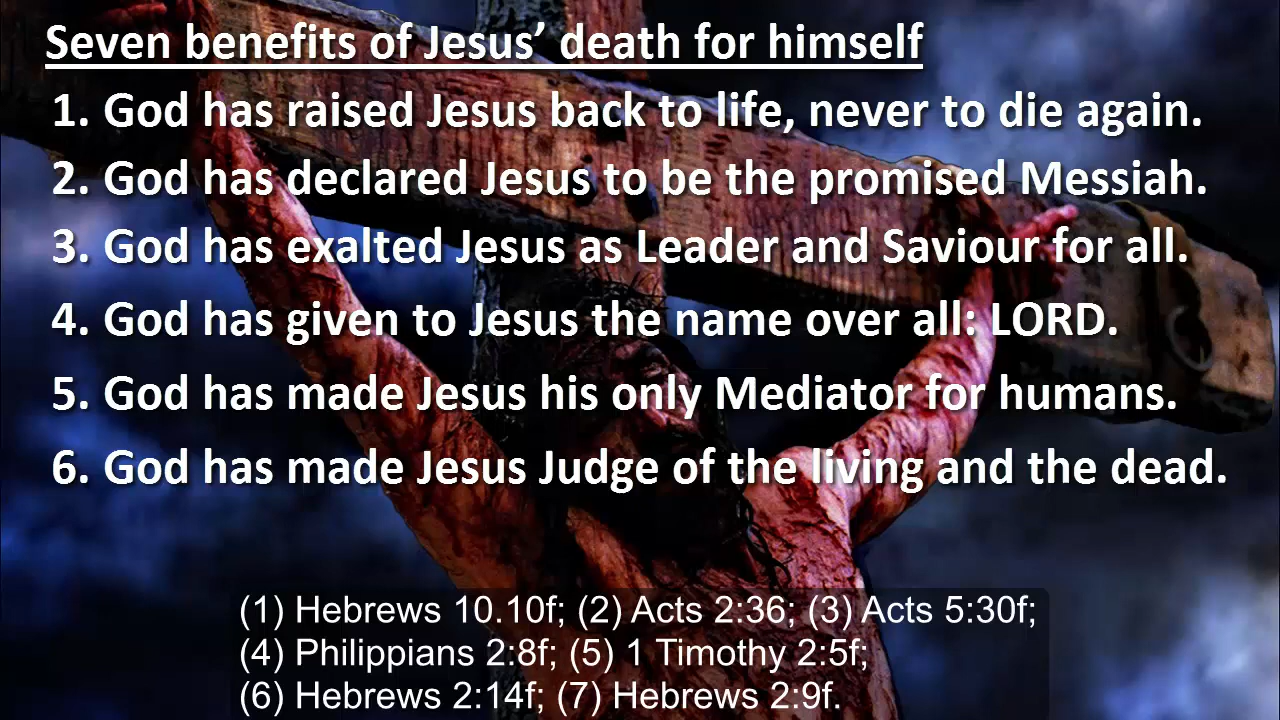 Seven benefits of Jesus’ death for himself
1. God has raised Jesus back to life, never to die again.
2. God has declared Jesus to be the promised Messiah.
3. God has exalted Jesus as Leader and Saviour for all.
4. God has given to Jesus the name over all: LORD.
5. God has made Jesus his only Mediator for humans.
6. God has made Jesus Judge of the living and the dead.
(1) Hebrews 10.10f; (2) Acts 2:36; (3) Acts 5:30f;
(4) Philippians 2:8f; (5) 1 Timothy 2:5f;
(6) Hebrews 2:14f; (7) Hebrews 2:9f.